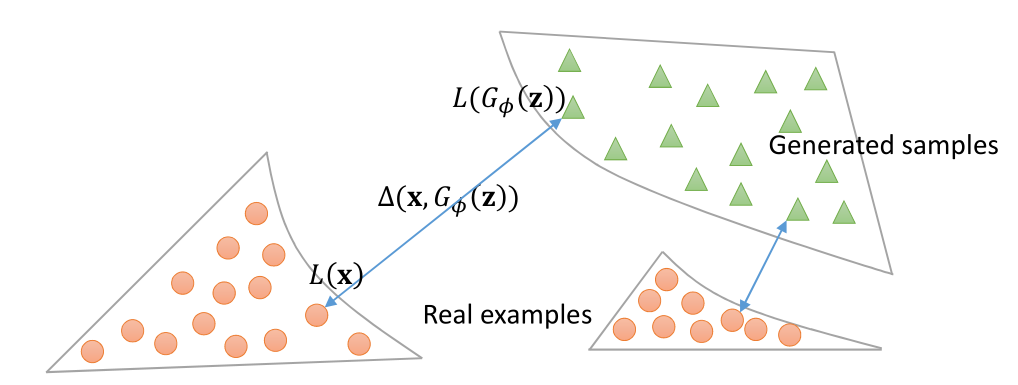 L(G_ϕ(𝐳))
Generated samples
Δ(𝐱, G_ϕ(𝐳))
L(𝐱)
Real examples